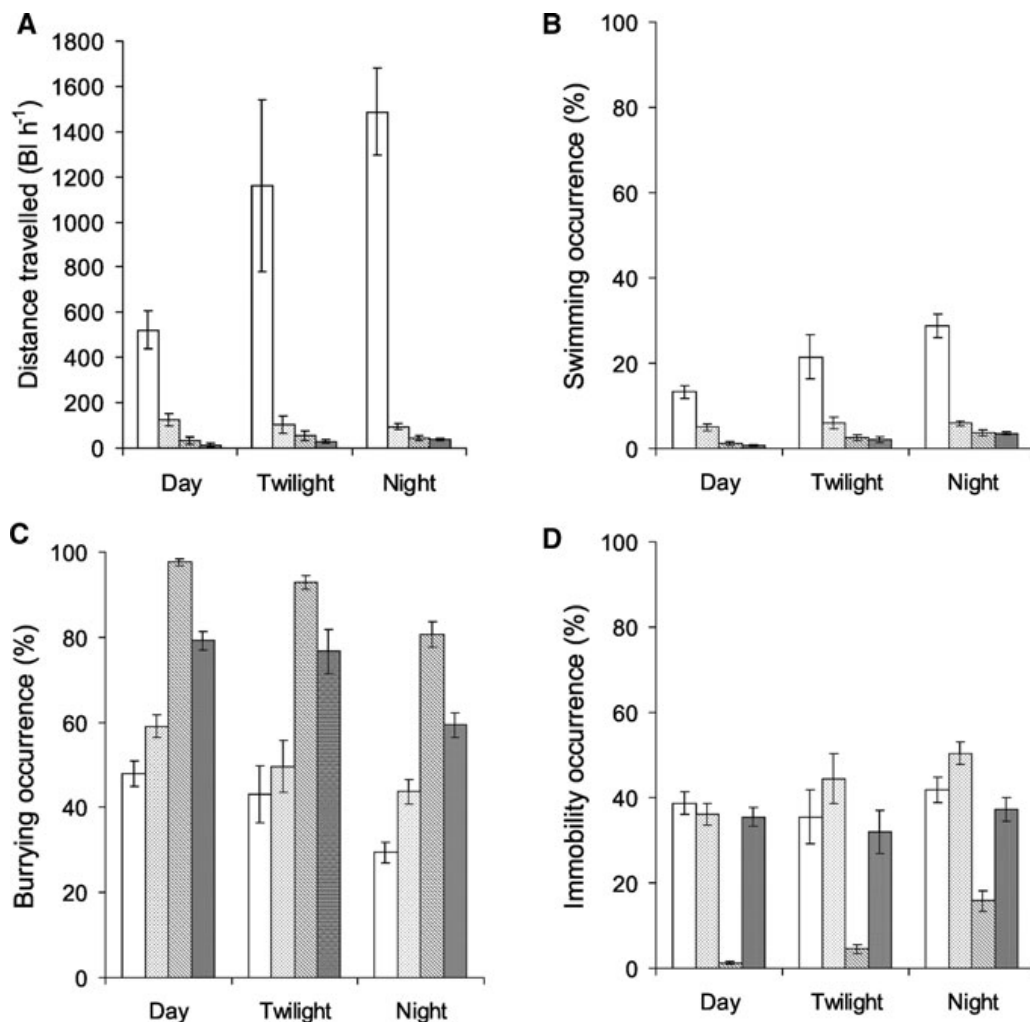 A
1800
1600
1400
1200
1000
800
600
400
200
0
Distance travelled (Bl h-1)
Day Twilight Night
B
100
80
60
40
20
0
Swimming occurrence (%)
Day Twilight Night
C
100
80
60
40
20
0
Burrying occurrence (%)
Day Twilight Night
D
100
80
60
40
20
0
Immobility occurrence (%)
Day Twilight Night